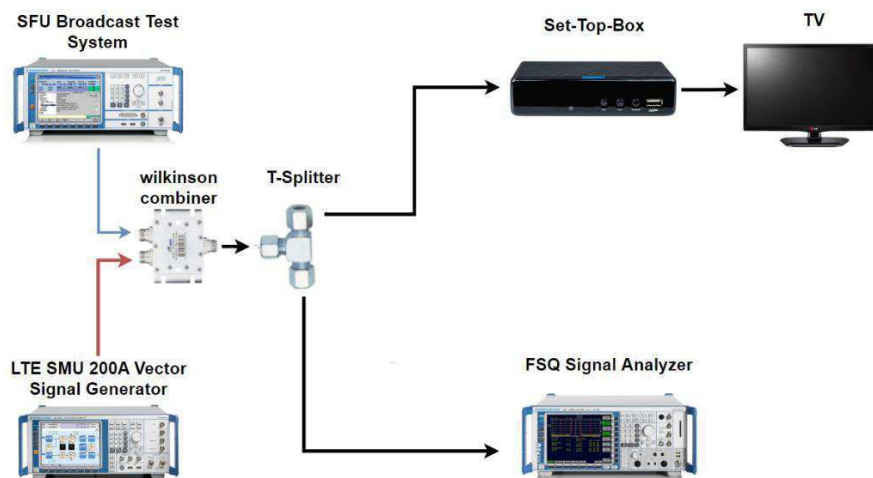 SFU Broadcast Test
System
Set-Top-Box
TV
wilkinson
combiner
T-Splitter
LTE SMU 200A Vector
Signal Generator
FSQ Signal Analyzer